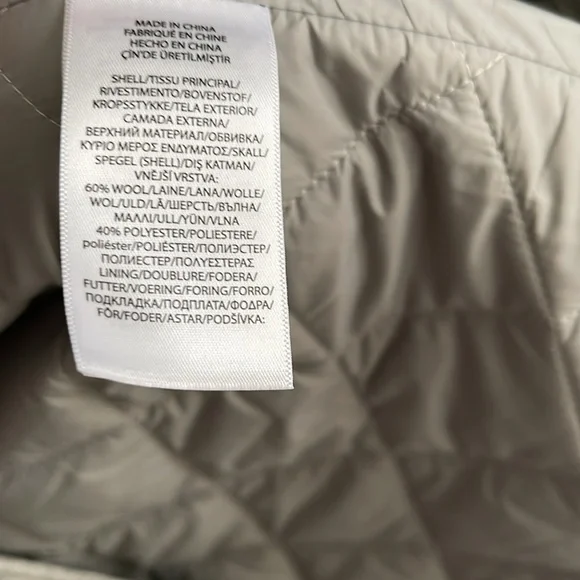 MADE IN CHINA
FABRIQUÉ EN CHINE
HECHO EN CHINA
ÇİN'DE ÜRETİLMİŞTİR
SHELL/TISSU PRINCIPAL/
RIVESTIMENTO/BOVENSTOF/
KROPSSTYKKE/TELA EXTERIOR/
CAMADA EXTERNA/
ВЕРХНИЙ МАТЕРИАЛ/ОБВИВКА/
ΚΥΡΙΟ ΜΕΡΟΣ ΕΝΔΥΜΑΤΟΣ/SKALL/
SPEGEL (SHELL)/DIŞ KATMAN/
VNĚJŠÍ VRSTVA:
60% WOOL/LAINE/LANA/WOLLE/
WOL/ULD/LÃ/ШЕРСТЬ/ВЪЛНА/
ΜΑΛΛΙ/ULL/YÜN/VLNA
40% POLYESTER/POLIESTERE/
poliéster/POLIÉSTER/ПОЛИЭСТЕР/
ПОЛИЕСТЕР/ΠΟΛΥΕΣΤΕΡΑΣ
LINING/DOUBLURE/FODERA/
FUTTER/VOERING/FORING/FORRO/
ПОДКЛАДКА/ПОДПЛАТА/ΦΟΔΡΑ/
FÔR/FODER/ASTAR/PODŠÍVKA: